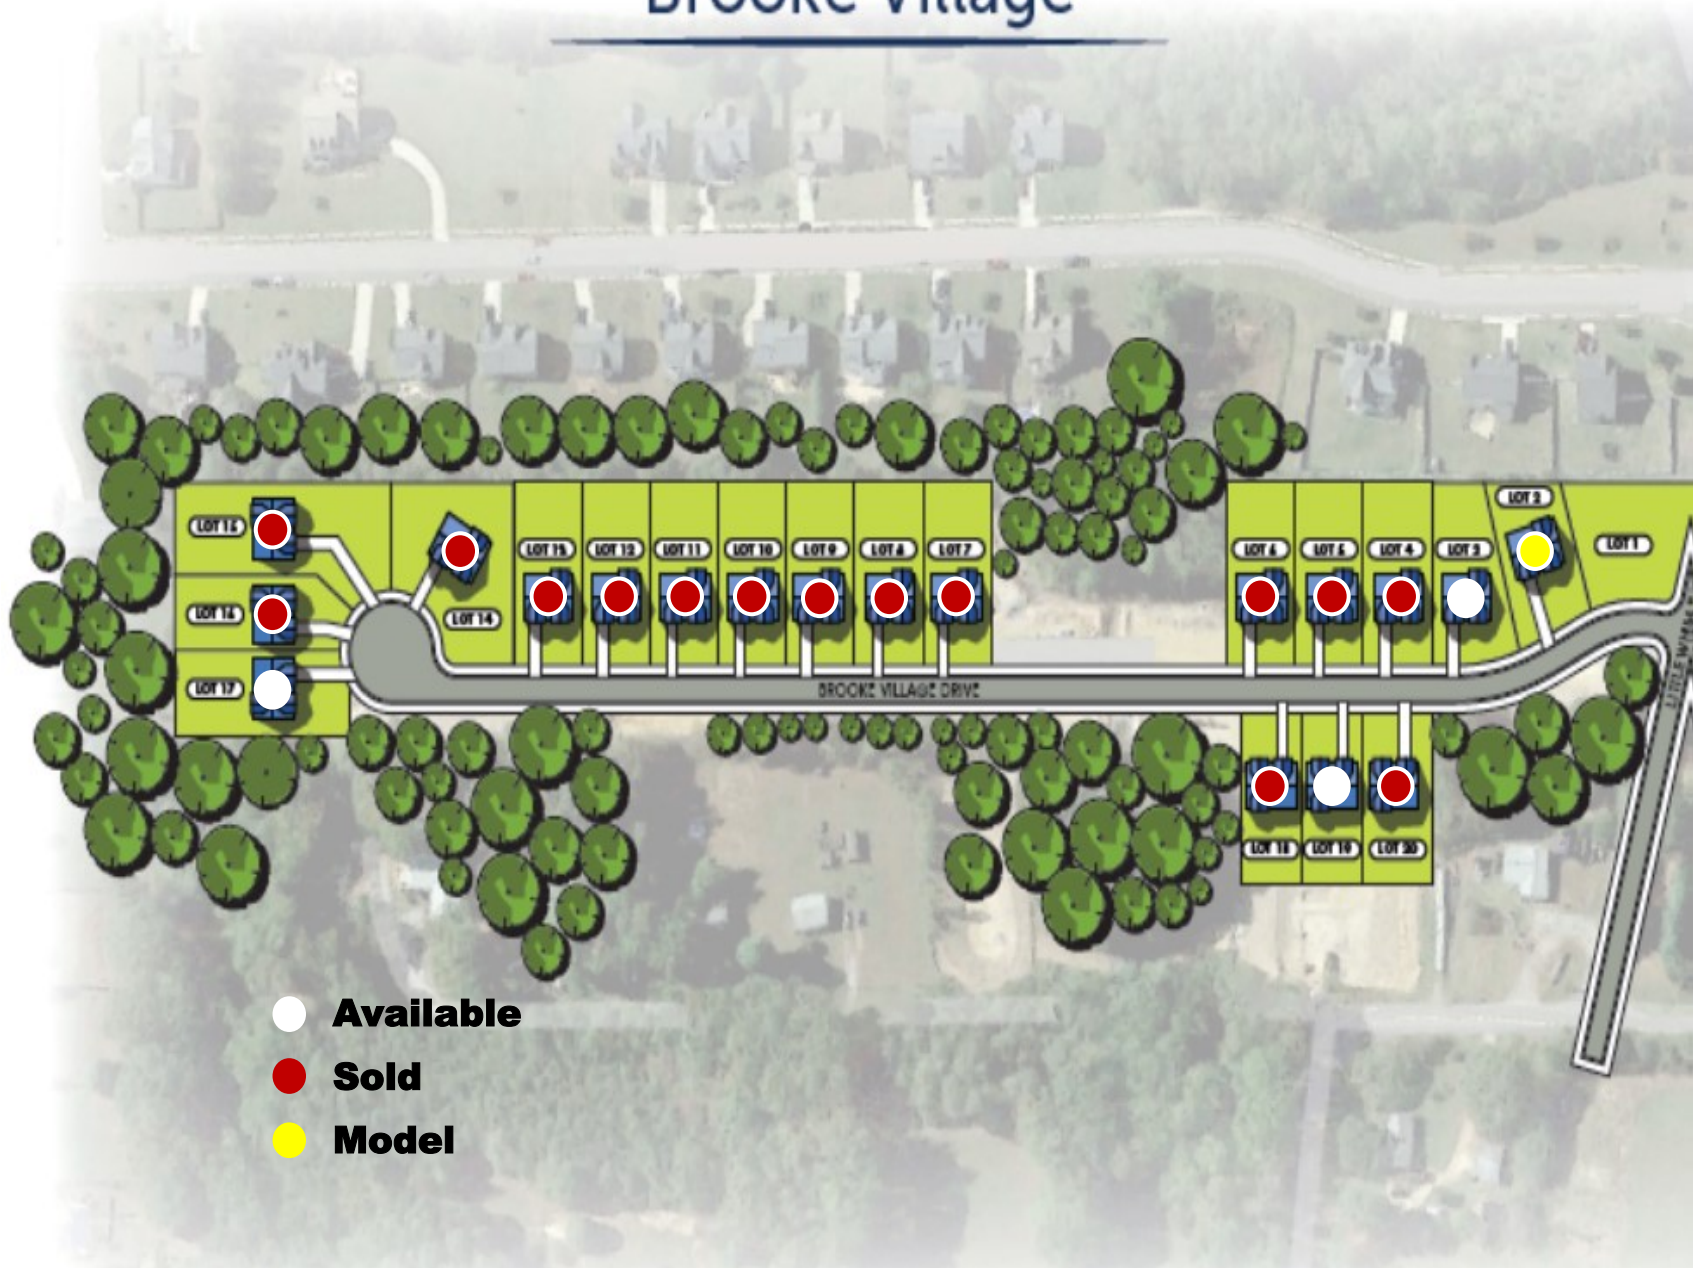 Brooke Village
LOT 2
LOT 1
LOT 15
LOT 13
LOT 12
LOT 11
LOT 10
LOT 9
LOT 8
LOT 7
LOT 6
LOT 5
LOT 4
LOT 3
LOT 16
LOT 14
LOT 17
BROOKE VILLAGE DRIVE
LOT 18
LOT 19
LOT 20
Available
Sold
Model